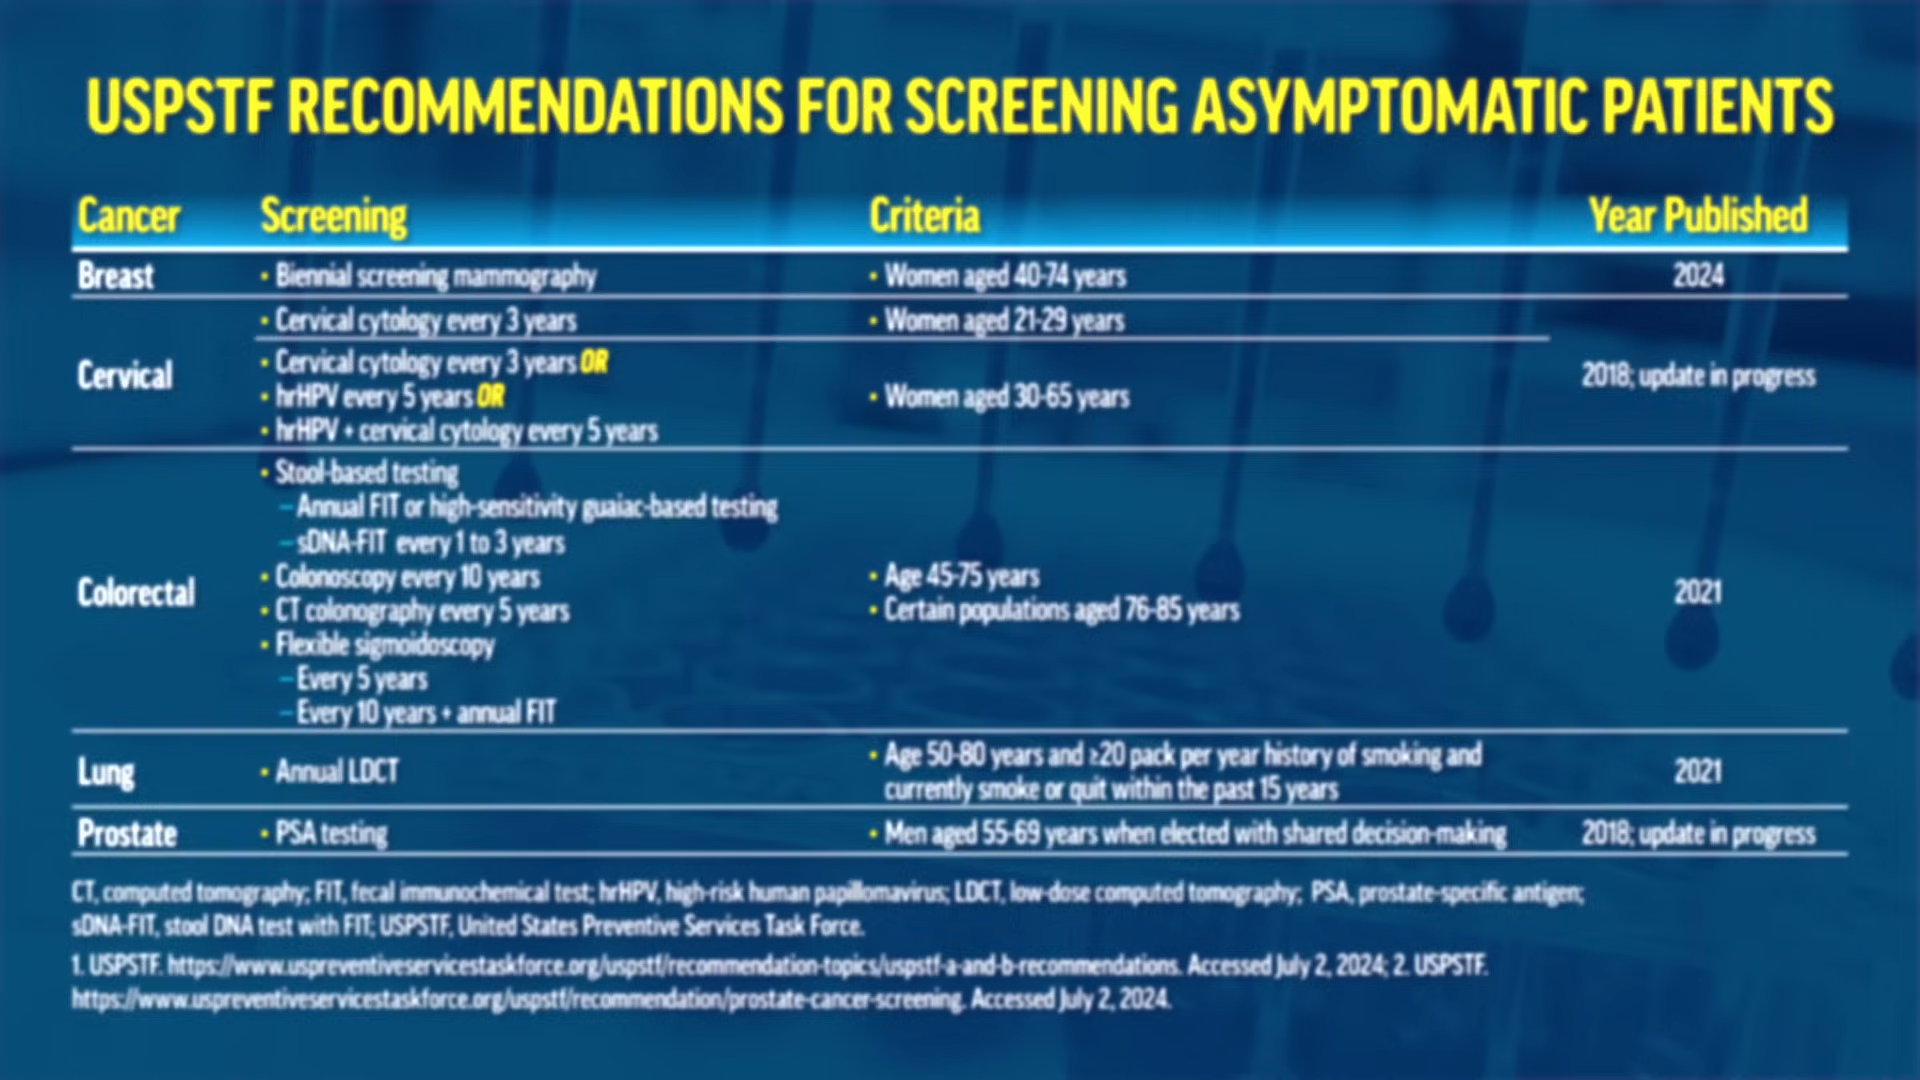 USPSTF RECOMMENDATIONS FOR SCREENING ASYMPTOMATIC PATIENTS
Cancer Screening Criteria Year Published
Breast • Biennial screening mammography • Women aged 40-74 years 2024
• Cervical cytology every 3 years • Women aged 21-29 years
Cervical 2018; update in progress
• Cervical cytology every 3 years OR
• hrHPV every 5 years OR • Women aged 30-65 years
• hrHPV + cervical cytology every 5 years
• Stool-based testing
– Annual FIT or high-sensitivity guaiac-based testing
– sDNA-FIT every 1 to 3 years
• Colonoscopy every 10 years • Age 45-75 years
Colorectal 2021
• CT colonography every 5 years • Certain populations aged 76-85 years
• Flexible sigmoidoscopy
– Every 5 years
– Every 10 years + annual FIT
Lung • Annual LDCT • Age 50-80 years and ≥20 pack per year history of smoking and
currently smoke or quit within the past 15 years 2021
Prostate • PSA testing • Men aged 55-69 years when elected with shared decision-making 2018; update in progress
CT, computed tomography; FIT, fecal immunochemical test; hrHPV, high-risk human papillomavirus; LDCT, low-dose computed tomography; PSA, prostate-specific antigen;
sDNA-FIT, stool DNA test with FIT; USPSTF, United States Preventive Services Task Force.
1. USPSTF. https://www.uspreventiveservicestaskforce.org/uspstf/recommendation-topics/uspstf-a-and-b-recommendations. Accessed July 2, 2024; 2. USPSTF.
https://www.uspreventiveservicestaskforce.org/uspstf/recommendation/prostate-cancer-screening. Accessed July 2, 2024.